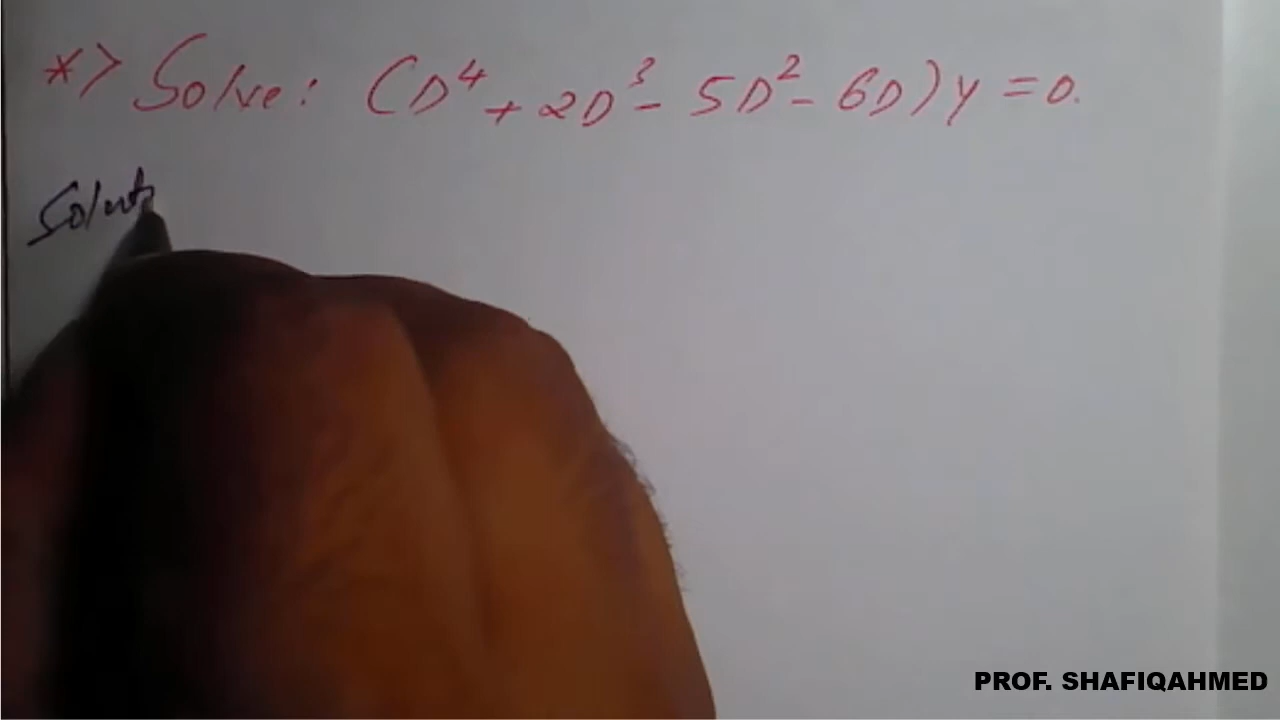 *> Solve: (D⁴ + 2D³ - 5D² - 6D) y = 0.
PROF. SHAFIQAHMED